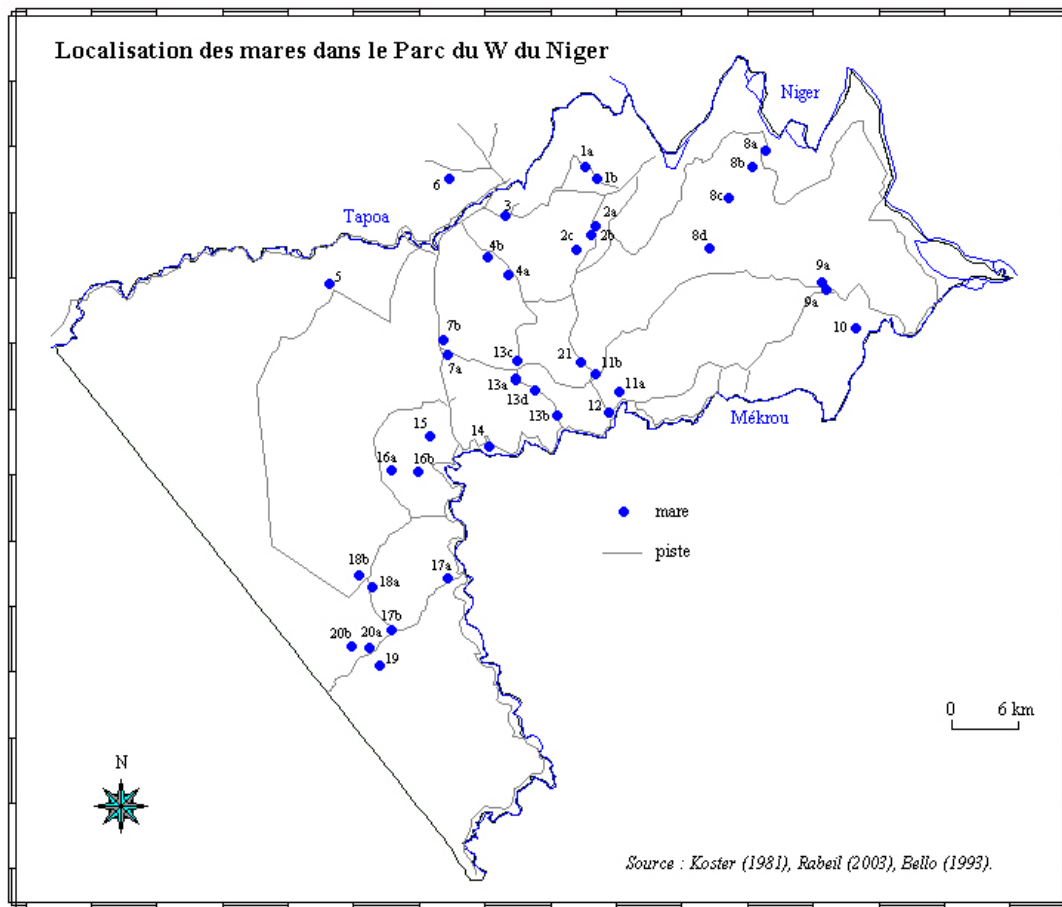 Localisation des mares dans le Parc du W du Niger
Niger
8a
1a
8b
6
1b
8c
3
2a
Tapoa
2b
2c
8d
4b
4a
9a
5
9a
10
7b
13c
21
11b
7a
13a
11a
13d
12
13b
Mékrou
15
14
16a
16b
mare
piste
18b
17a
18a
17b
20b
20a
19
0 6 km
N
Source : Koster (1981), Rabeil (2003), Bello (1993).